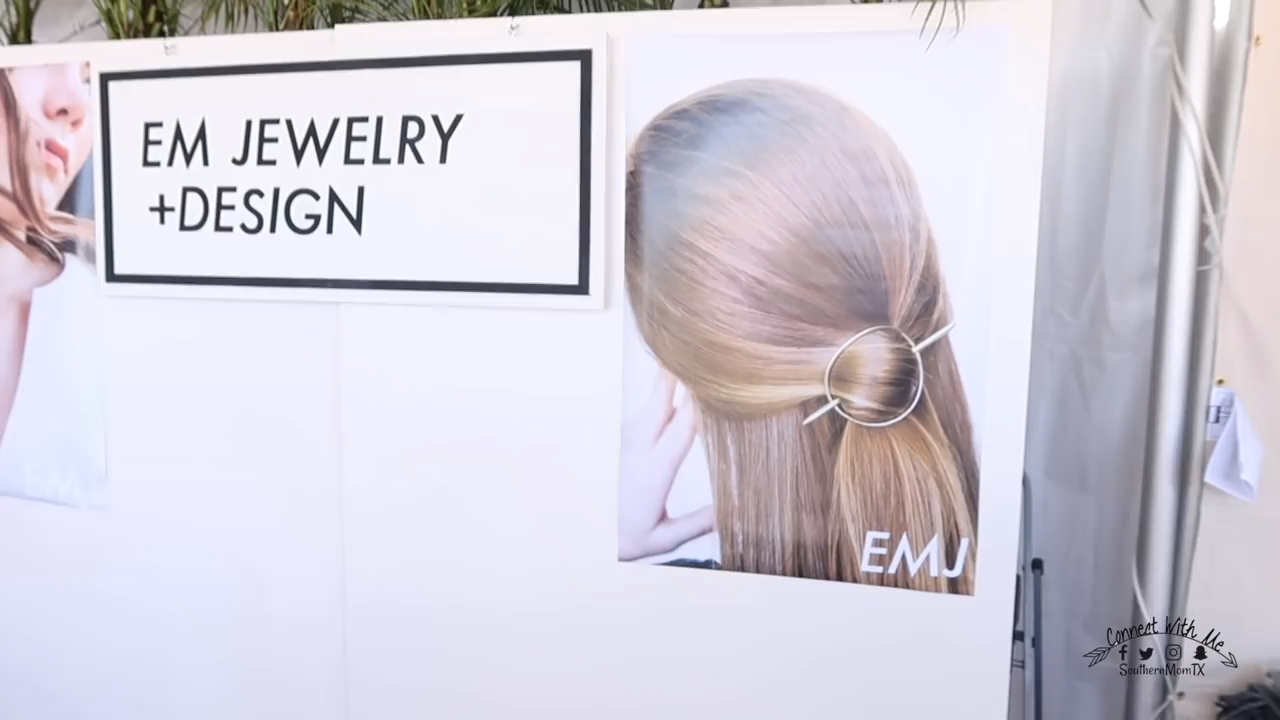 EM JEWELRY
+DESIGN
EMJ
Connect With Me
SouthernMomTX